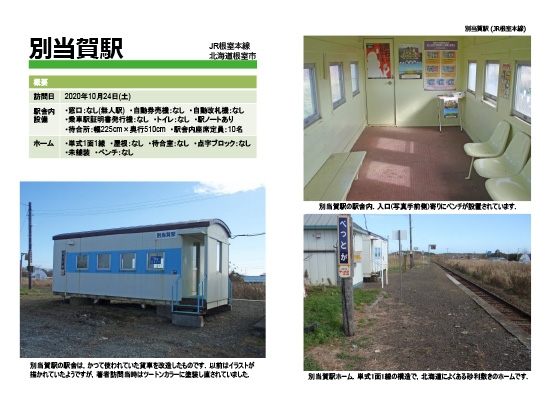 別当賀駅 (JR根室本線)
別当賀駅
JR根室本線
北海道根室市
概要
訪問日
2020年10月24日(土)
駅舎内
設備
・窓口：なし(無人駅) ・自動券売機：なし ・自動改札機：なし
・乗車駅証明書発行機：なし ・トイレ：なし ・駅ノートあり
・待合所：幅225cm×奥行510cm ・駅舎内座席定員：10名
ホーム
・単式1面1線 ・屋根：なし ・待合室：なし ・点字ブロック：なし
・未舗装 ・ベンチ：なし
別当賀駅
別当賀駅の駅舎は、かつて使われていた貨車を改造したものです。以前はイラストが
描かれていたようですが、著者訪問当時はツートンカラーに塗装し直されていました。
別当賀駅の駅舎内。入口(写真手前側)寄りにベンチが設置されています。
べっとが
別当賀駅ホーム。単式1面1線の構造で、北海道によくある砂利敷きのホームです。